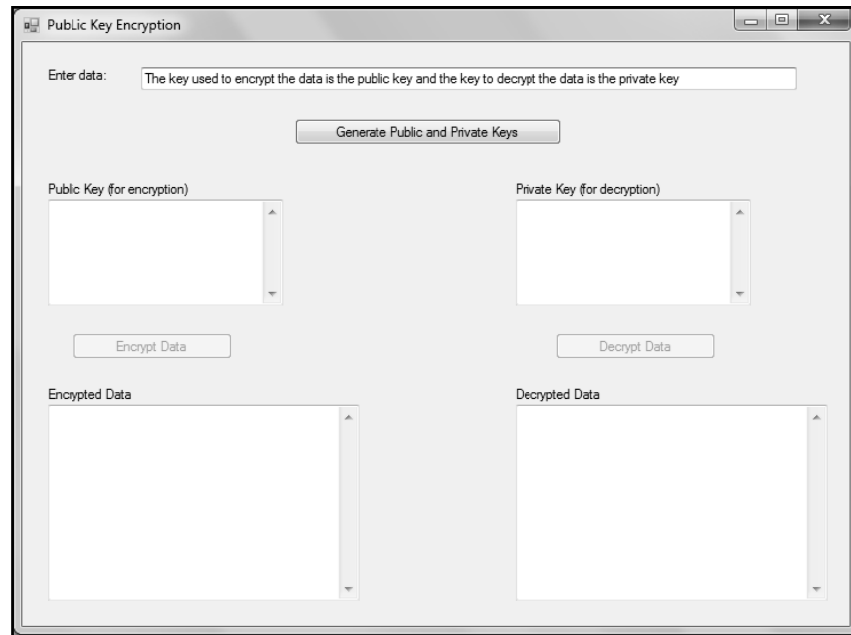 PubLic Key Encryption
Enter data: The key used to encrypt the data is the public key and the key to decrypt the data is the private key
Generate Public and Private Keys
Public Key (for encryption) Private Key (for decryption)
Encrypt Data Decrypt Data
Encrypted Data Decrypted Data